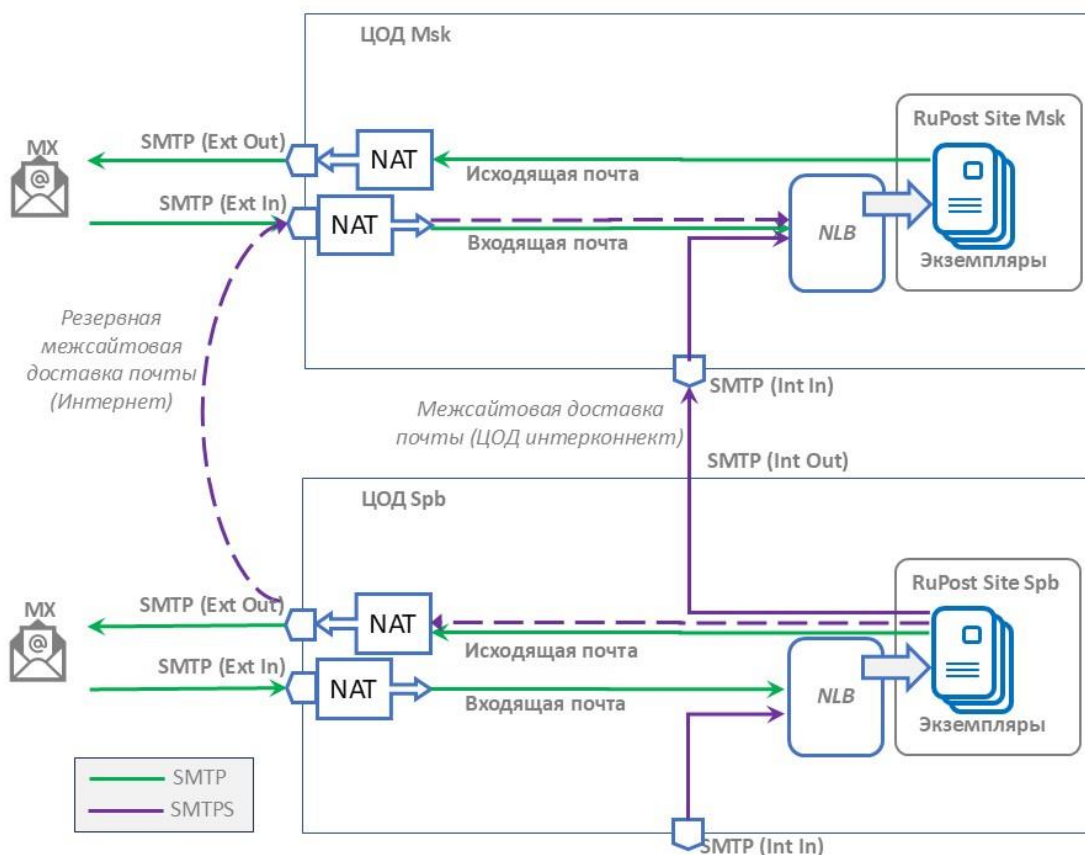 ЦОД Msk
RuPost Site Msk
MX
SMTP (Ext Out)
NAT
Исходящая почта
SMTP (Ext In)
NAT
Входящая почта
NLB
Экземпляры
Резервная
межсайтовая
доставка почты
(Интернет)
SMTP (Int In)
Межсайтовая доставка
почты (ЦОД интерконнект)
SMTP (Int Out)
ЦОД Spb
RuPost Site Spb
MX
SMTP (Ext Out)
NAT
Исходящая почта
SMTP (Ext In)
NAT
Входящая почта
NLB
Экземпляры
SMTP
SMTPS
SMTP (Int In)